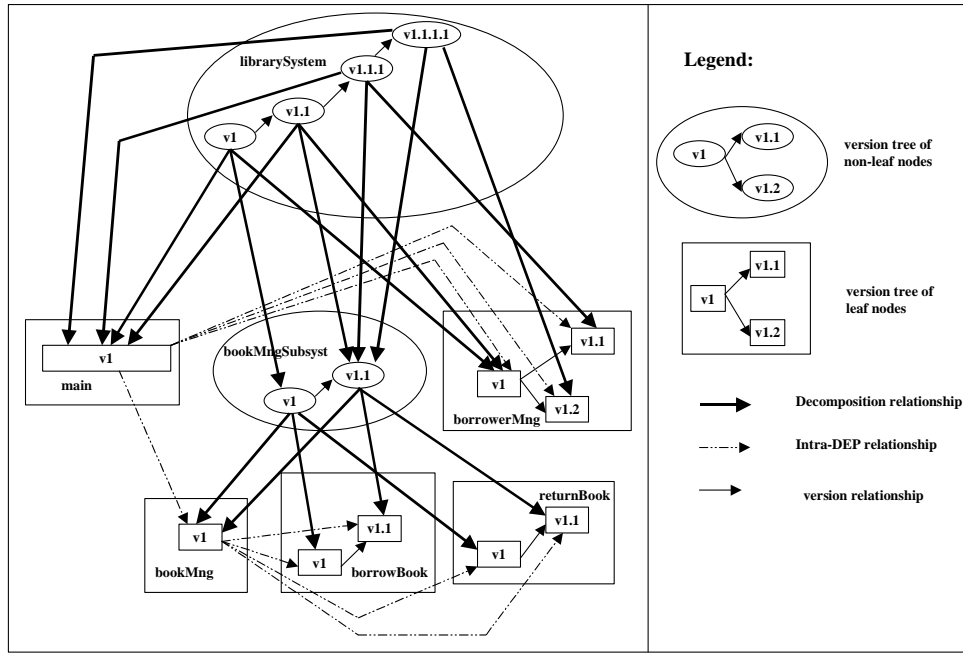 v1.1.1.1
librarySystem
v1.1.1
v1.1
v1
v1
main
bookMngSubsyst
v1.1
v1
v1.1
v1
v1.2
borrowerMng
v1
bookMng
v1.1
v1
borrowBook
returnBook
v1.1
v1
Legend:
v1.1
v1
v1.2
version tree of
non-leaf nodes
v1.1
v1
v1.2
version tree of
leaf nodes
Decomposition relationship
Intra-DEP relationship
version relationship